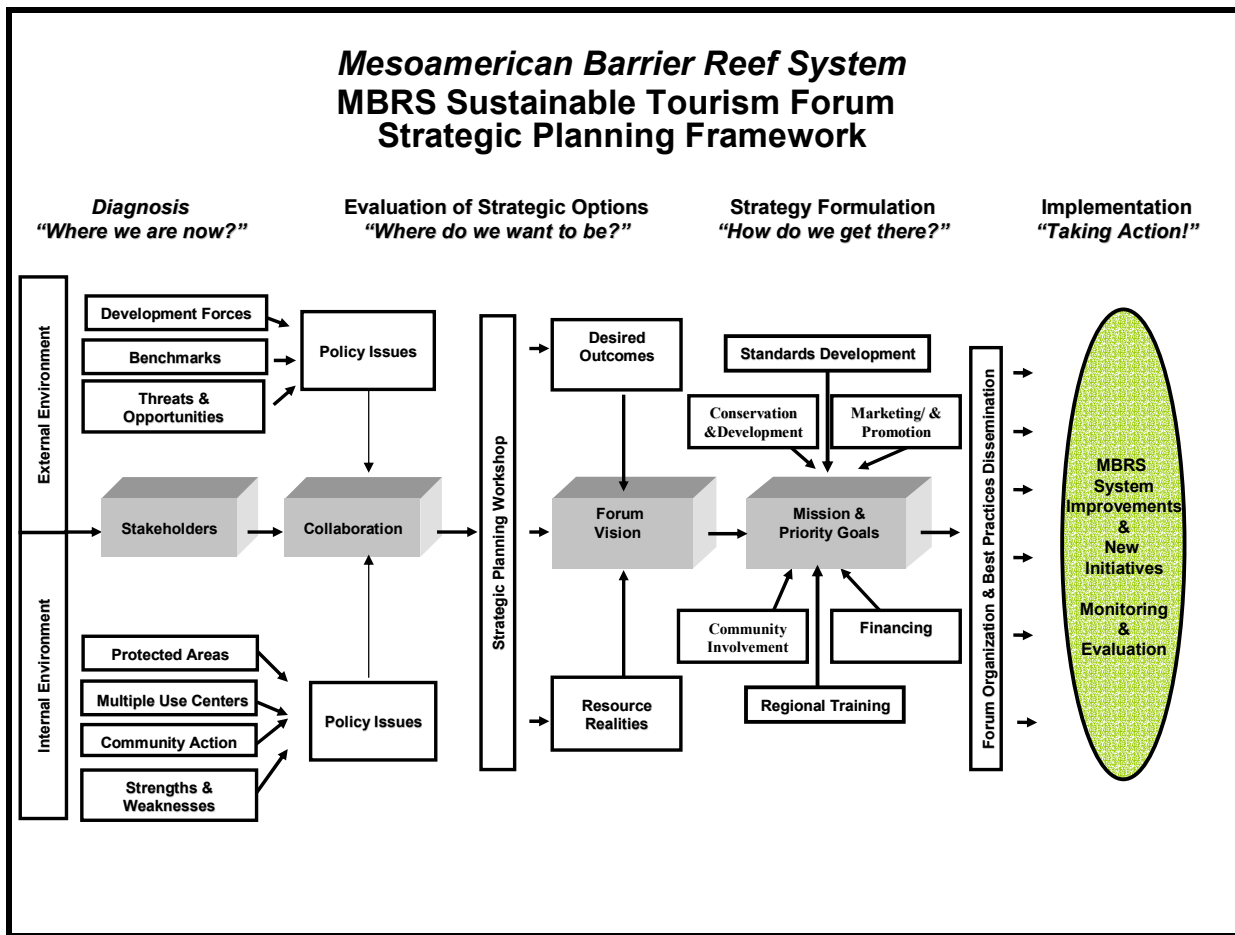 Mesoamerican Barrier Reef System
MBRS Sustainable Tourism Forum
Strategic Planning Framework
Diagnosis
“Where we are now?”
Evaluation of Strategic Options
“Where do we want to be?”
Strategy Formulation
“How do we get there?”
Implementation
“Taking Action!”
External Environment
Internal Environment
Development Forces
Benchmarks
Threats &
Opportunities
Policy Issues
Stakeholders
Collaboration
Protected Areas
Multiple Use Centers
Community Action
Strengths &
Weaknesses
Policy Issues
Strategic Planning Workshop
Desired
Outcomes
Forum
Vision
Resource
Realities
Standards Development
Conservation
&Development
Marketing/ &
Promotion
Mission &
Priority Goals
Community
Involvement
Financing
Regional Training
Forum Organization & Best Practices Dissemination
MBRS
System
Improvements
&
New
Initiatives
Monitoring
&
Evaluation